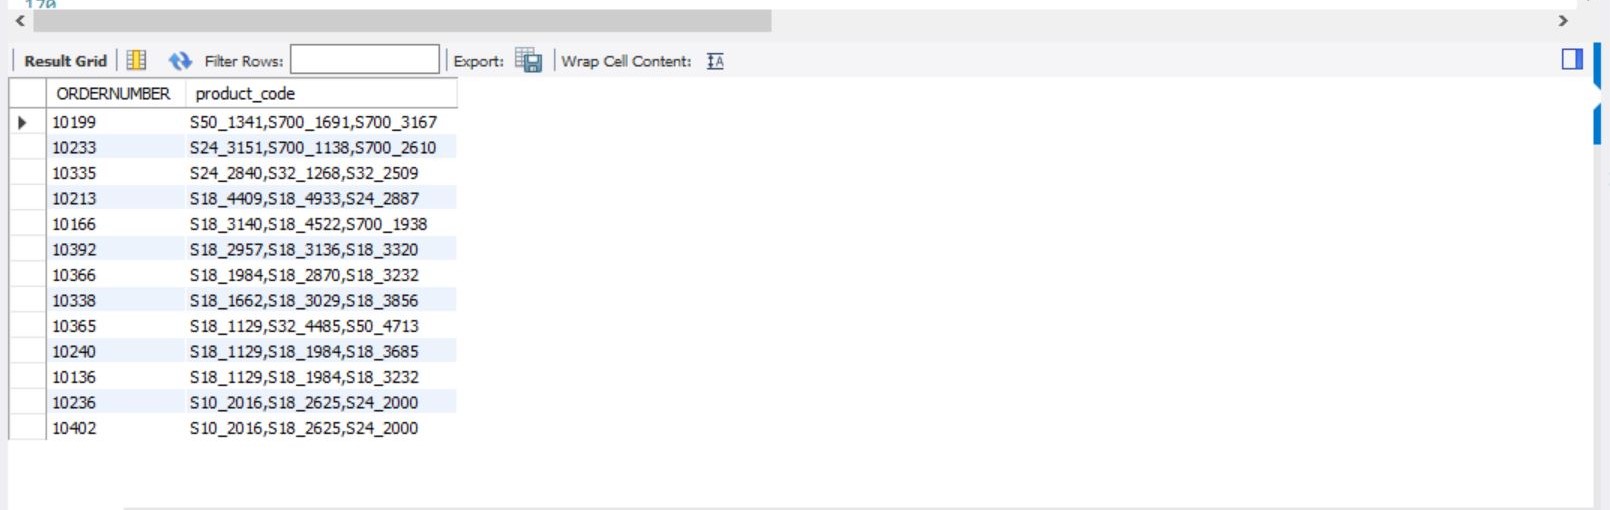 170
Result Grid Filter Rows: Export: Wrap Cell Content: IA
ORDERNUMBER product_code
10199 S50_1341,S700_1691,S700_3167
10233 S24_3151,S700_1138,S700_2610
10335 S24_2840,S32_1268,S32_2509
10213 S18_4409,S18_4933,S24_2887
10166 S18_3140,S18_4522,S700_1938
10392 S18_2957,S18_3136,S18_3320
10366 S18_1984,S18_2870,S18_3232
10338 S18_1662,S18_3029,S18_3856
10365 S18_1129,S32_4485,S50_4713
10240 S18_1129,S18_1984,S18_3685
10136 S18_1129,S18_1984,S18_3232
10236 S10_2016,S18_2625,S24_2000
10402 S10_2016,S18_2625,S24_2000